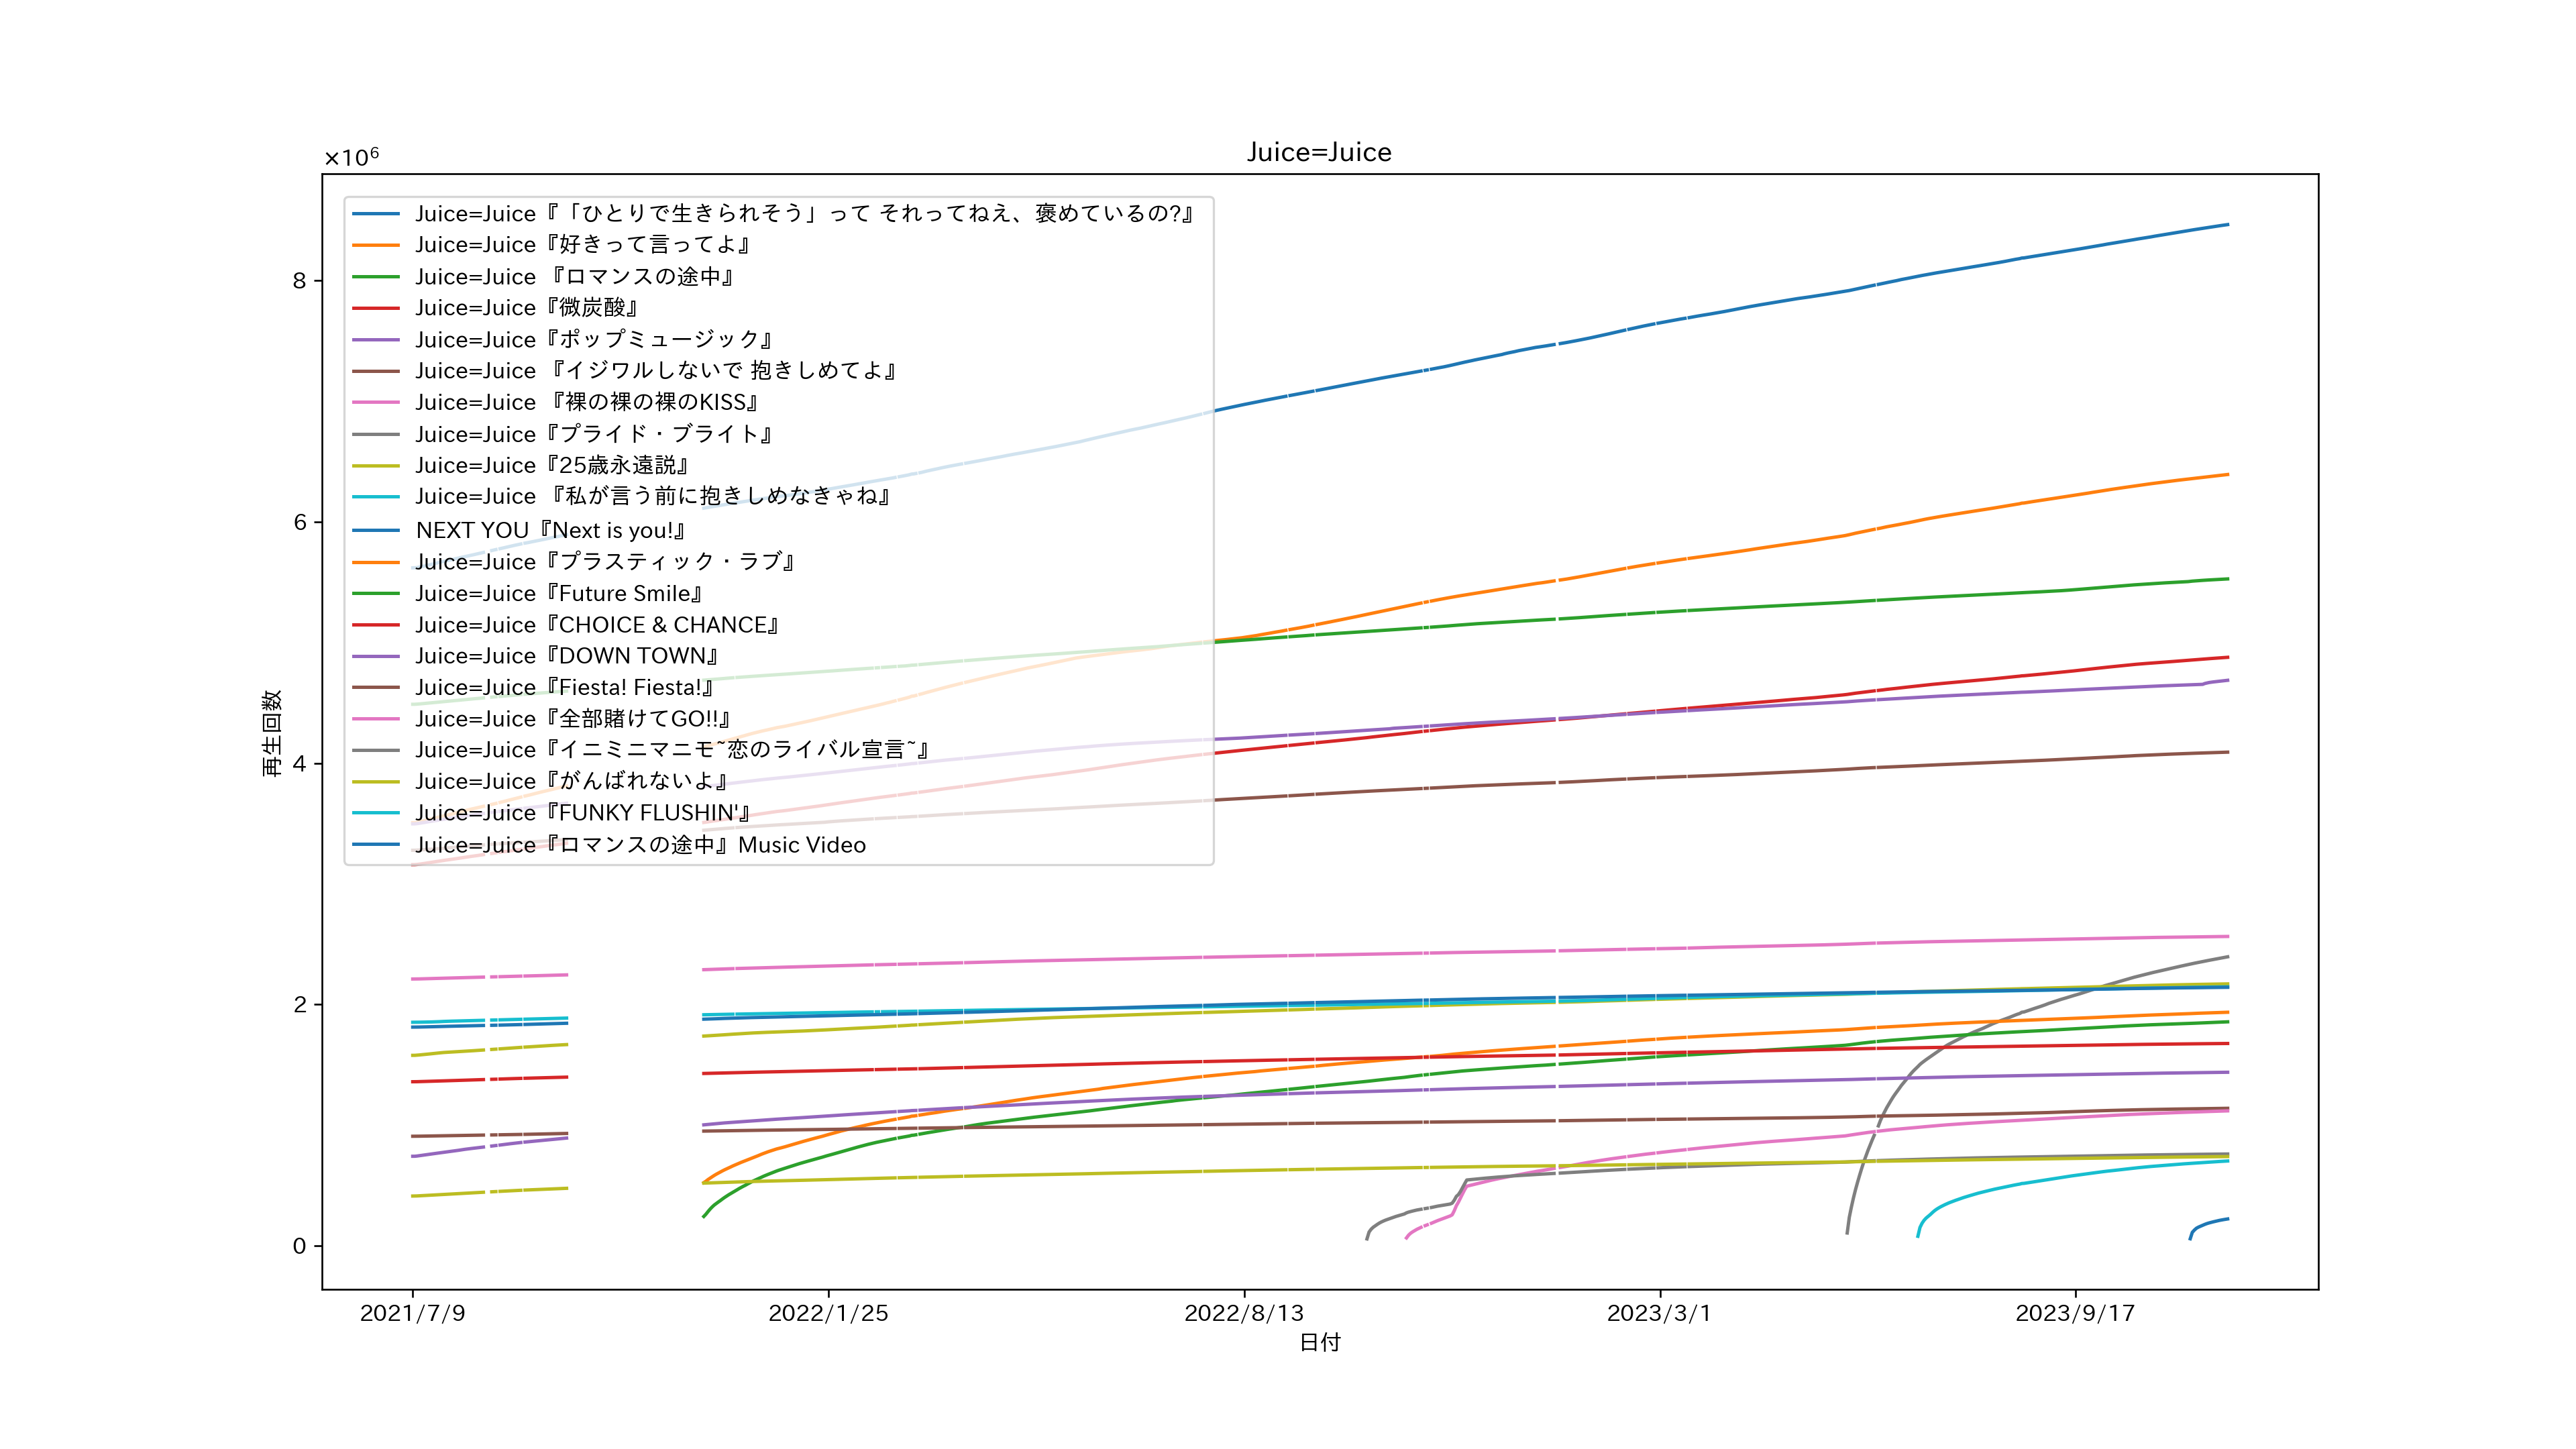 Juice=Juice
×10⁶
Juice=Juice『「ひとりで生きられそう」って それってねえ、褒めているの?』
Juice=Juice『好きって言ってよ』
Juice=Juice 『ロマンスの途中』
Juice=Juice『微炭酸』
Juice=Juice『ポップミュージック』
Juice=Juice 『イジワルしないで 抱きしめてよ』
Juice=Juice 『裸の裸の裸のKISS』
Juice=Juice『プライド・ブライト』
Juice=Juice『25歳永遠説』
Juice=Juice 『私が言う前に抱きしめなきゃね』
NEXT YOU『Next is you!』
Juice=Juice『プラスティック・ラブ』
Juice=Juice『Future Smile』
Juice=Juice『CHOICE & CHANCE』
Juice=Juice『DOWN TOWN』
Juice=Juice『Fiesta! Fiesta!』
Juice=Juice『全部賭けてGO!!』
Juice=Juice『イニミニマニモ~恋のライバル宣言~』
Juice=Juice『がんばれないよ』
Juice=Juice『FUNKY FLUSHIN'』
Juice=Juice『ロマンスの途中』Music Video
8
6
4
2
0
再生回数
2021/7/9
2022/1/25
2022/8/13
2023/3/1
2023/9/17
日付